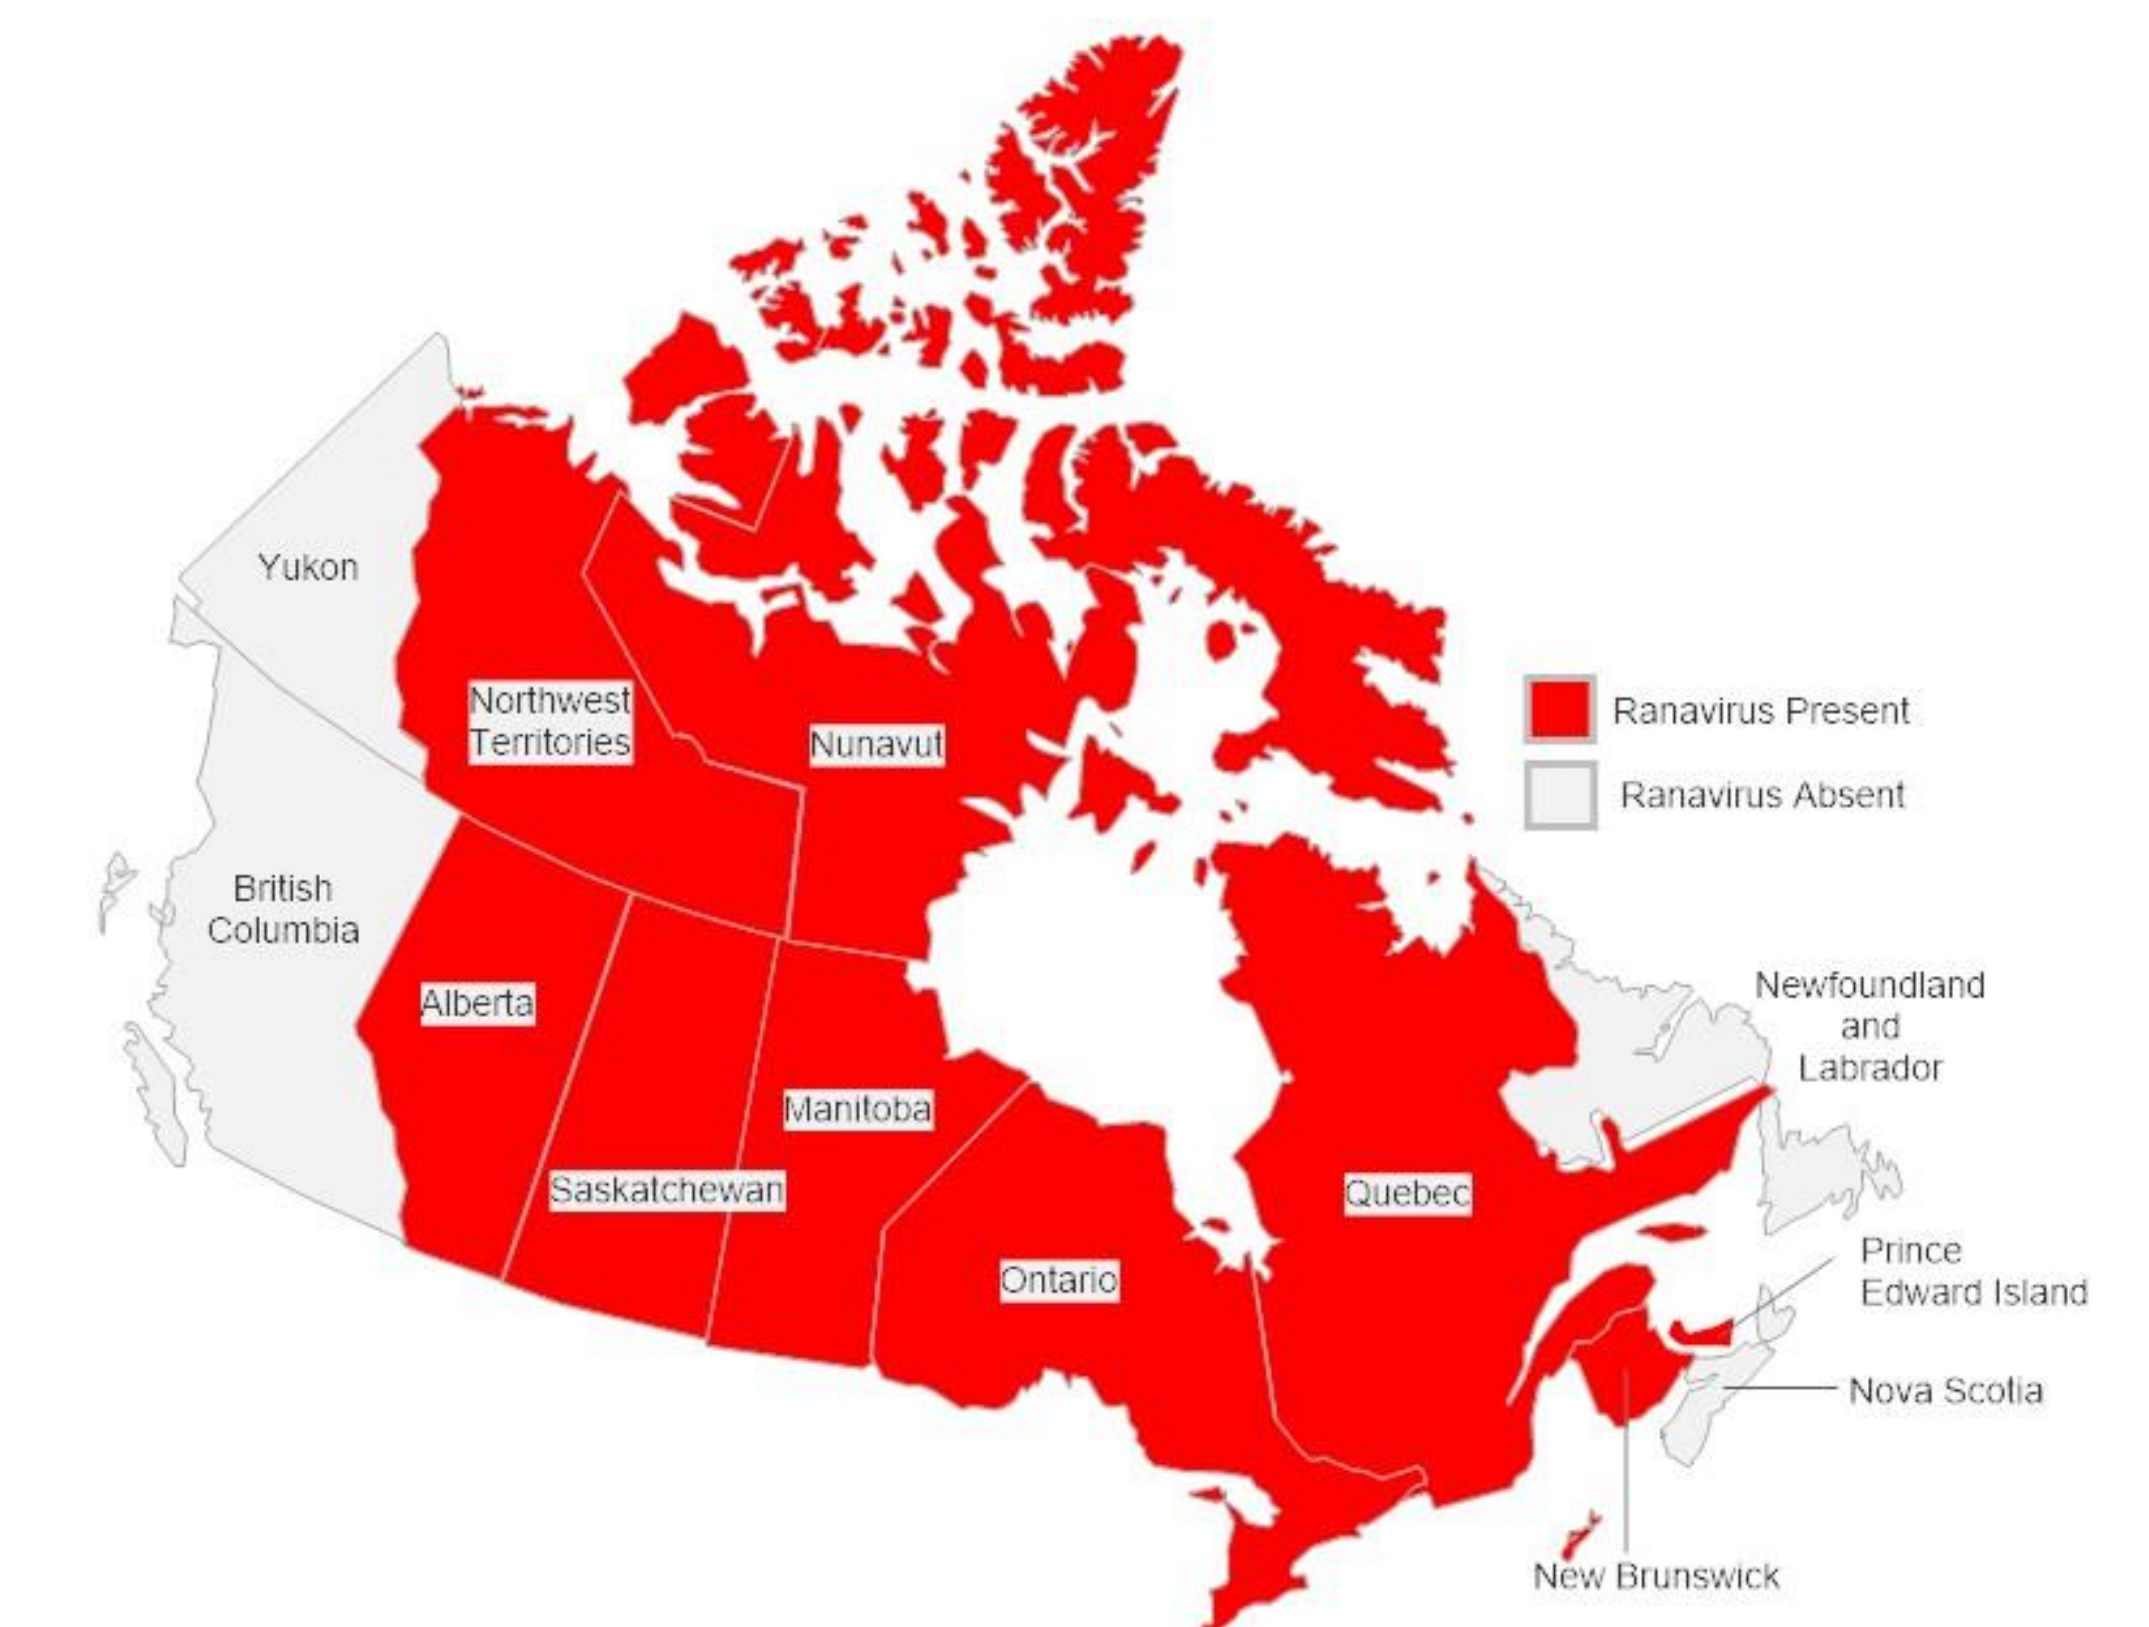 Yukon
Northwest
Territories
Nunavut
Ranavirus Present
Ranavirus Absent
British
Columbia
Alberta
Newfoundland
and
Labrador
Manitoba
Saskatchewan
Quebec
Ontario
Prince
Edward Island
Nova Scotia
New Brunswick